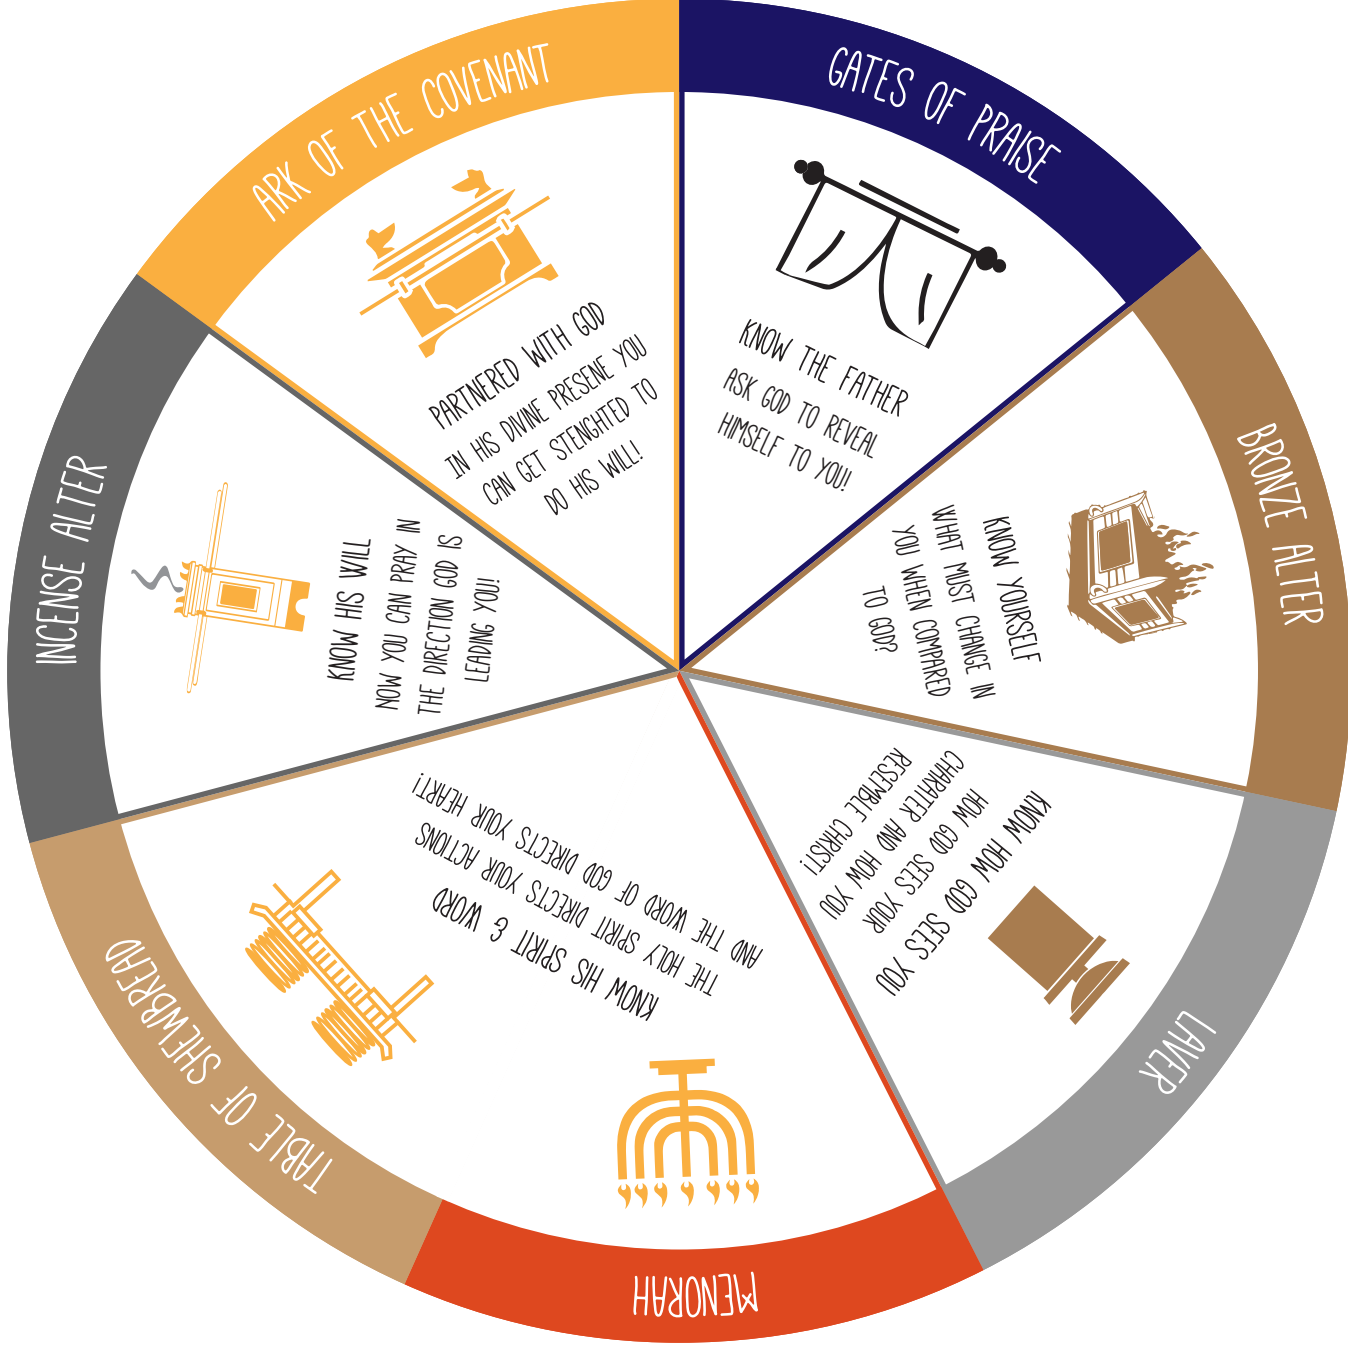 GATES OF PRAISE
KNOW THE FATHER
ASK GOD TO REVEAL
HIMSELF TO YOU!
BRONZE ALTER
KNOW YOURSELF
WHAT MUST CHANGE IN
YOU WHEN COMPARED
TO GOD?
LAVER
KNOW HOW GOD SEES YOU
HOW GOD SEES YOUR
CHARATER AND HOW YOU
RESEMBLE CHRIST!
MENORAH
TABLE OF SHEWBREAD
KNOW HIS SPIRIT & WORD
THE HOLY SPIRIT DIRECTS YOUR ACTIONS
AND THE WORD OF GOD DIRECTS YOUR HEART!
INCENSE ALTER
KNOW HIS WILL
NOW YOU CAN PRAY IN
THE DIRECTION GOD IS
LEADING YOU!
ARK OF THE COVENANT
PARTNERED WITH GOD
IN HIS DIVINE PRESENE YOU
CAN GET STENGHTED TO
DO HIS WILL!